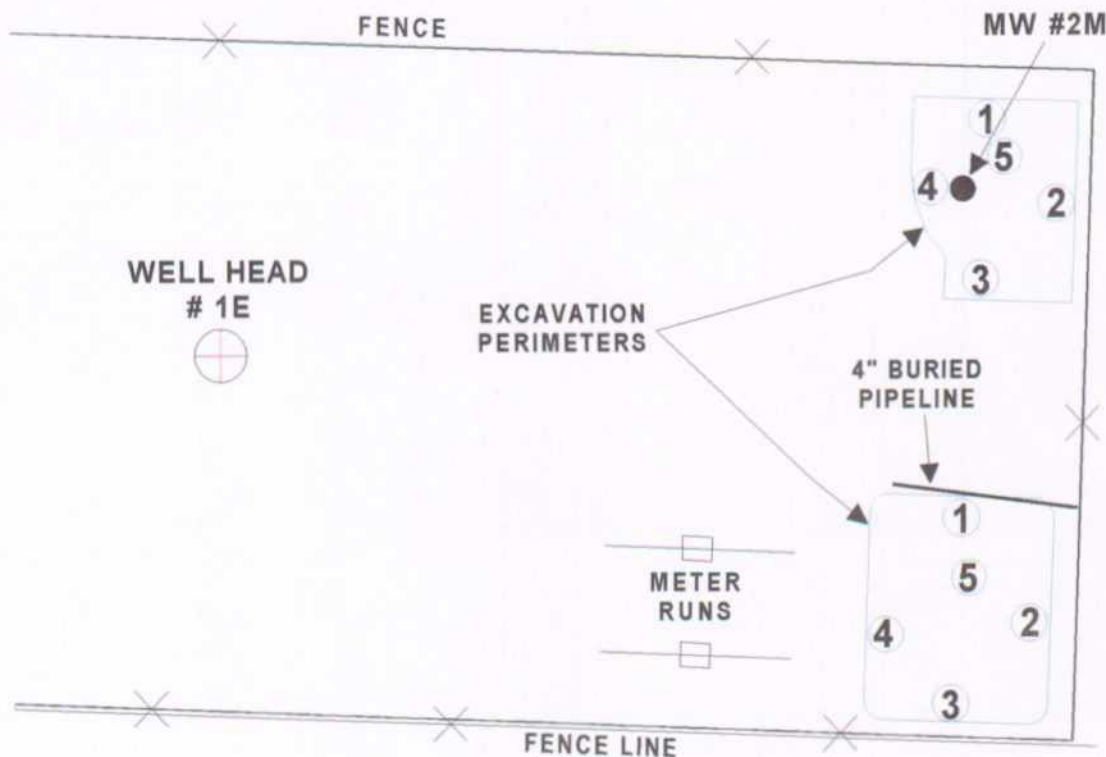 FENCE
MW #2M
1
5
4
2
3
WELL HEAD
# 1E
EXCAVATION
PERIMETERS
4" BURIED
PIPELINE
1
5
METER
RUNS
4
2
3
FENCE LINE